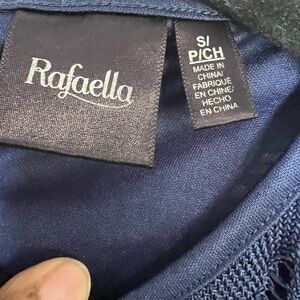 Rafaella
S/
P/CH
MADE IN
CHINA/
FABRIQUÉ
EN CHINE/
HECHO
EN CHINA